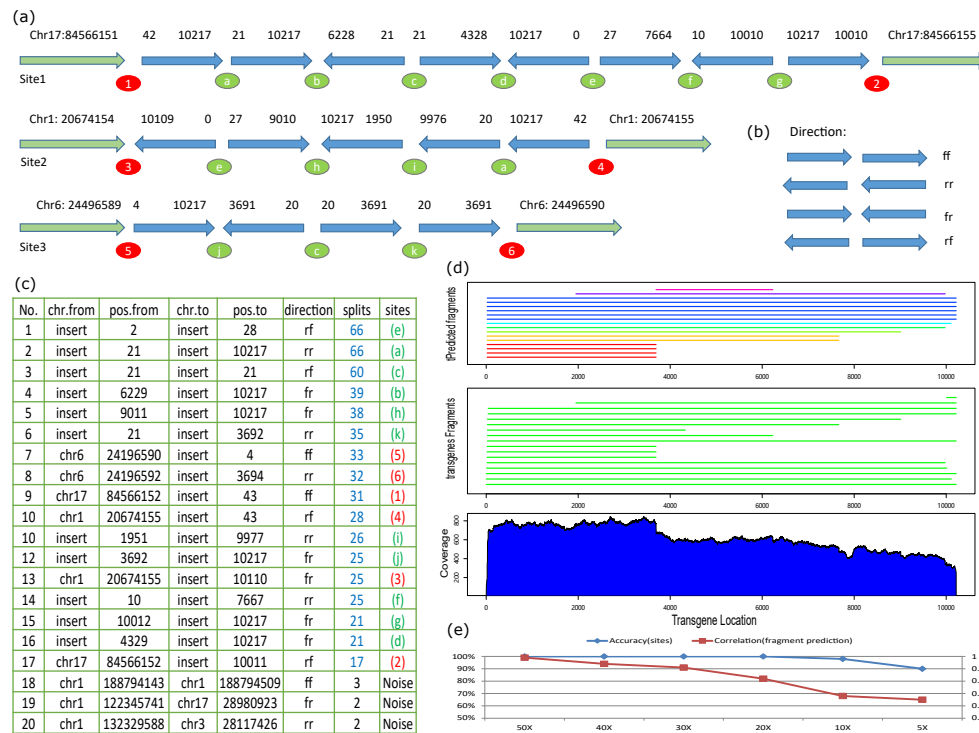 (a)
Chr17:84566151 42 10217 21 10217 6228 21 21 4328 10217 0 27 7664 10 10010 10217 10010 Chr17:84566155
Site1 1 a b c d e f g 2
Chr1: 20674154 10109 0 27 9010 10217 1950 9976 20 10217 42 Chr1: 20674155
Site2 3 e h i a 4
Chr6: 24496589 4 10217 3691 20 20 3691 20 3691 Chr6: 24496590
Site3 5 j c k 6
(b) Direction:
ff
rr
fr
rf
(c)
No. chr.from pos.from chr.to pos.to direction splits sites
1 insert 2 insert 28 rf 66 (e)
2 insert 21 insert 10217 rr 66 (a)
3 insert 21 insert 21 rf 60 (c)
4 insert 6229 insert 10217 fr 39 (b)
5 insert 9011 insert 10217 fr 38 (h)
6 insert 21 insert 3692 rr 35 (k)
7 chr6 24196590 insert 4 ff 33 (5)
8 chr6 24196592 insert 3694 rr 32 (6)
9 chr17 84566152 insert 43 ff 31 (1)
10 chr1 20674155 insert 43 rf 28 (4)
10 insert 1951 insert 9977 rr 26 (i)
12 insert 3692 insert 10217 fr 25 (j)
13 chr1 20674155 insert 10110 fr 25 (3)
14 insert 10 insert 7667 rr 25 (f)
15 insert 10012 insert 10217 fr 21 (g)
16 insert 4329 insert 10217 fr 21 (d)
17 chr17 84566152 insert 10011 rf 17 (2)
18 chr1 188794143 chr1 188794509 ff 3 Noise
19 chr1 122345741 chr17 28980923 fr 2 Noise
20 chr1 132329588 chr3 28117426 rr 2 Noise
(d)
tPredicted fragments
0 2000 4000 6000 8000 10000
transgenes Fragments
0 2000 4000 6000 8000 10000
Coverage
800
600
400
200
0 2000 4000 6000 8000 10000
Transgene Location
(e)
Accuracy(sites) Correlation(fragment prediction)
100% 1
90% 0.
80% 0.
70% 0.
60% 0.
50% 0.
50X 40X 30X 20X 10X 5X